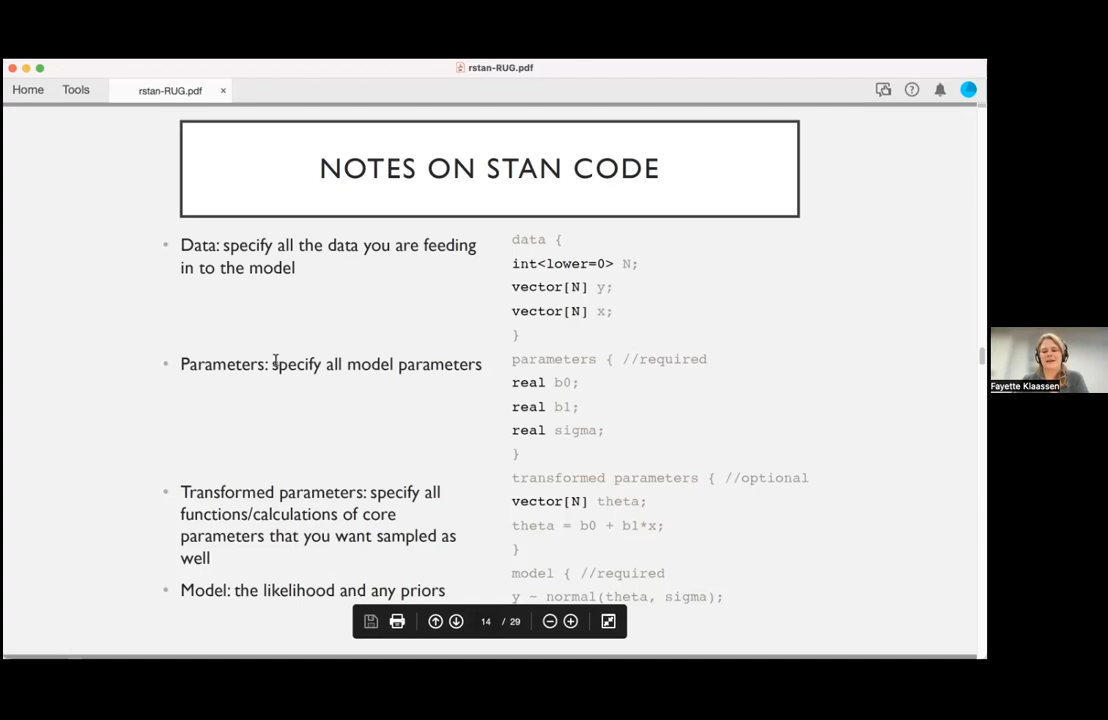 rstan-RUG.pdf
Home
Tools
rstan-RUG.pdf
NOTES ON STAN CODE
• Data: specify all the data you are feeding
in to the model
• Parameters: specify all model parameters
• Transformed parameters: specify all
functions/calculations of core
parameters that you want sampled as
well
• Model: the likelihood and any priors
data {
int<lower=0> N;
vector[N] y;
vector[N] x;
}
parameters { //required
real b0;
real b1;
real sigma;
}
transformed parameters { //optional
vector[N] theta;
theta = b0 + b1*x;
}
model { //required
y ~ normal(theta, sigma);
14 / 29
Fayette Klaassen